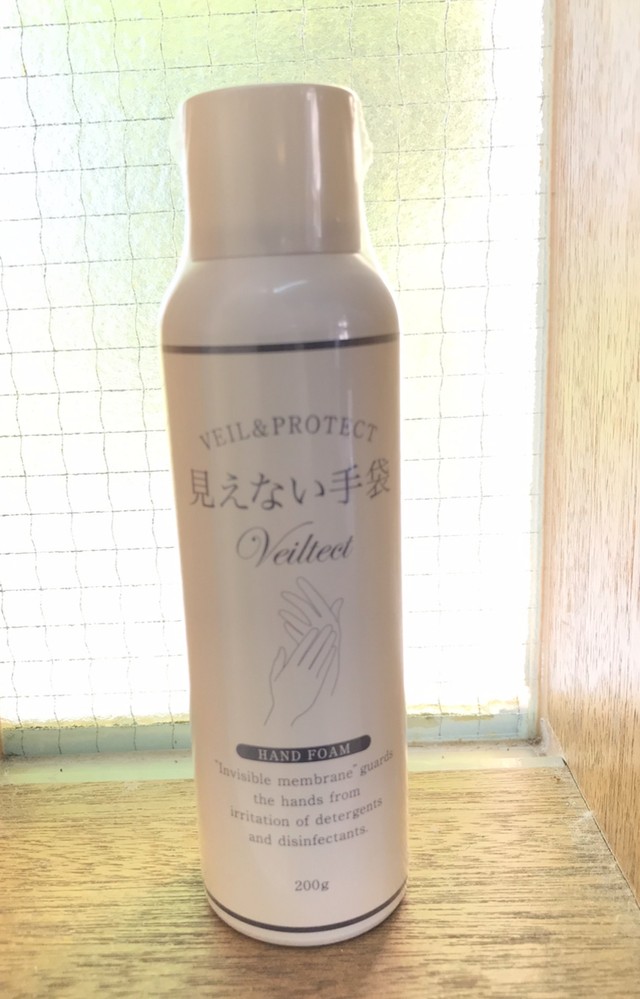 VEIL&PROTECT
見えない手袋
Veiltect
HAND FOAM
"Invisible membrane" guards
the hands from
irritation of detergents
and disinfectants.
200g